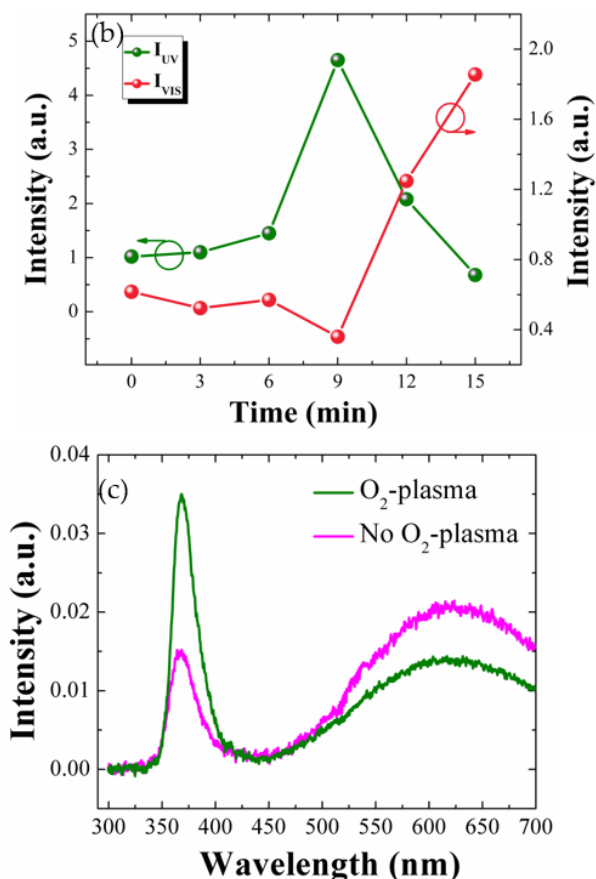 (b)
I_UV
I_VIS
5
4
3
2
1
0
Intensity (a.u.)
2.0
1.6
1.2
0.8
0.4
Intensity (a.u.)
0 3 6 9 12 15
Time (min)
(c)
O₂-plasma
No O₂-plasma
0.04
0.03
0.02
0.01
0.00
Intensity (a.u.)
300 350 400 450 500 550 600 650 700
Wavelength (nm)